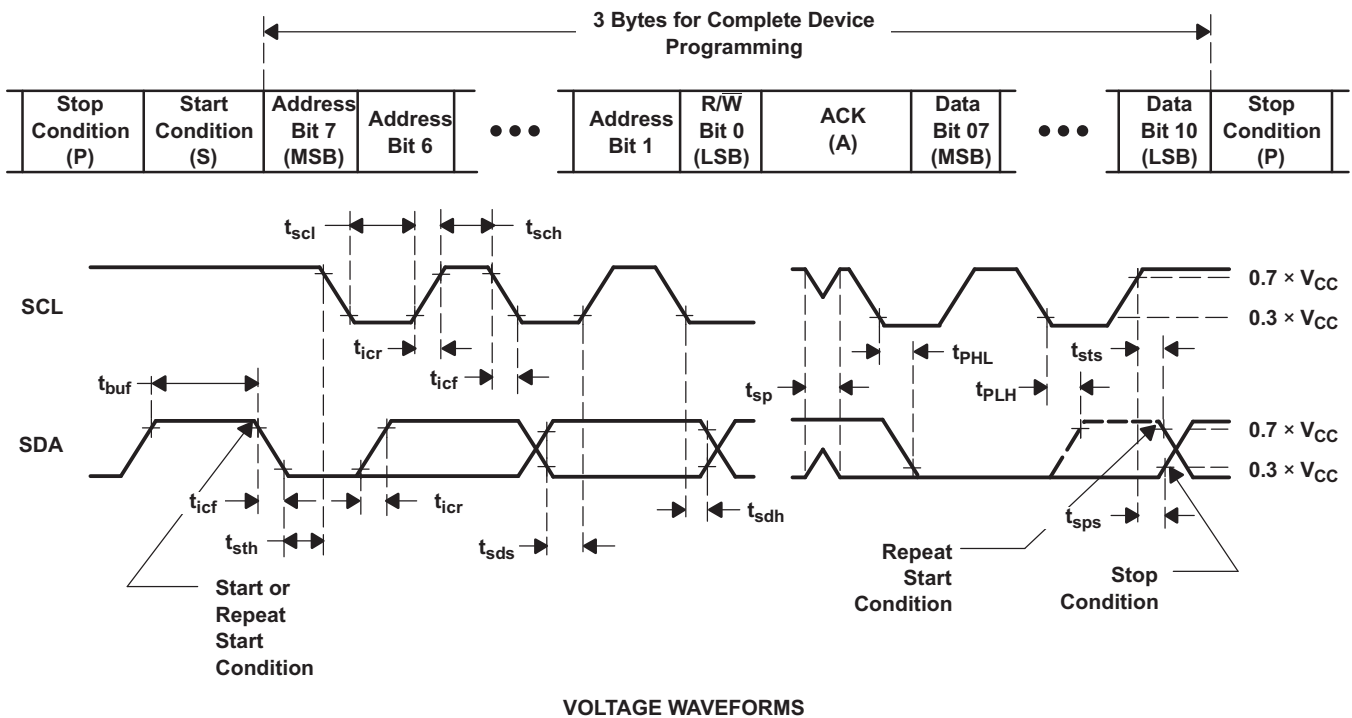 3 Bytes for Complete Device
Programming
Stop
Condition
(P)
Start
Condition
(S)
Address
Bit 7
(MSB)
Address
Bit 6
•••
Address
Bit 1
R/W̅
Bit 0
(LSB)
ACK
(A)
Data
Bit 07
(MSB)
•••
Data
Bit 10
(LSB)
Stop
Condition
(P)
tscl
tsch
SCL
0.7 × VCC
0.3 × VCC
ticr
ticf
tPHL
tsts
tbuf
tsp
tPLH
SDA
0.7 × VCC
0.3 × VCC
ticf
ticr
tsdh
tsps
tsth
tsds
Start or
Repeat
Start
Condition
Repeat
Start
Condition
Stop
Condition
VOLTAGE WAVEFORMS